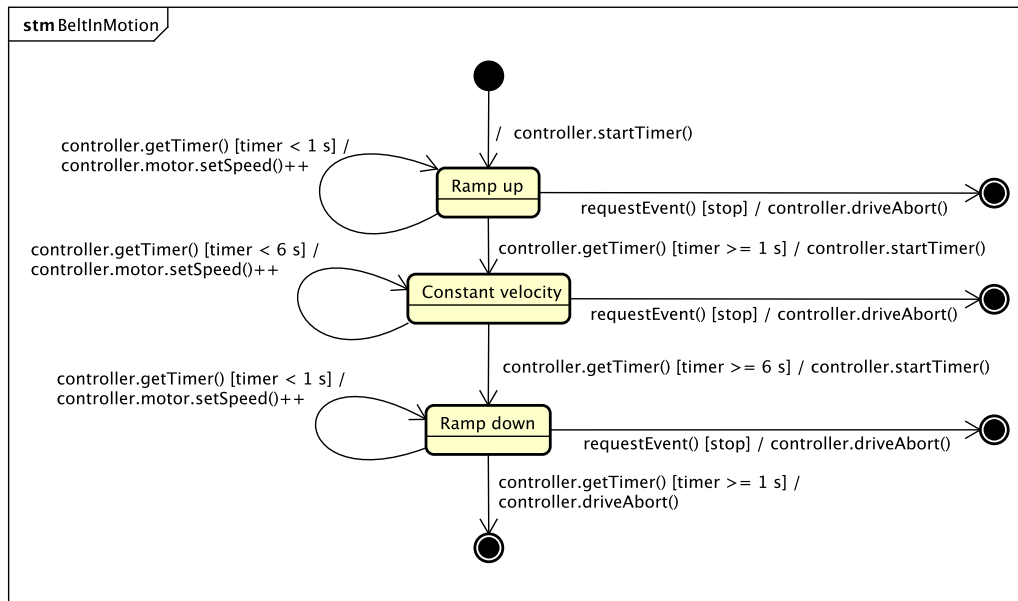 stm BeltInMotion
/ controller.startTimer()
controller.getTimer() [timer < 1 s] /
controller.motor.setSpeed()++
Ramp up
requestEvent() [stop] / controller.driveAbort()
controller.getTimer() [timer >= 1 s] / controller.startTimer()
controller.getTimer() [timer < 6 s] /
controller.motor.setSpeed()++
Constant velocity
requestEvent() [stop] / controller.driveAbort()
controller.getTimer() [timer >= 6 s] / controller.startTimer()
controller.getTimer() [timer < 1 s] /
controller.motor.setSpeed()++
Ramp down
requestEvent() [stop] / controller.driveAbort()
controller.getTimer() [timer >= 1 s] /
controller.driveAbort()